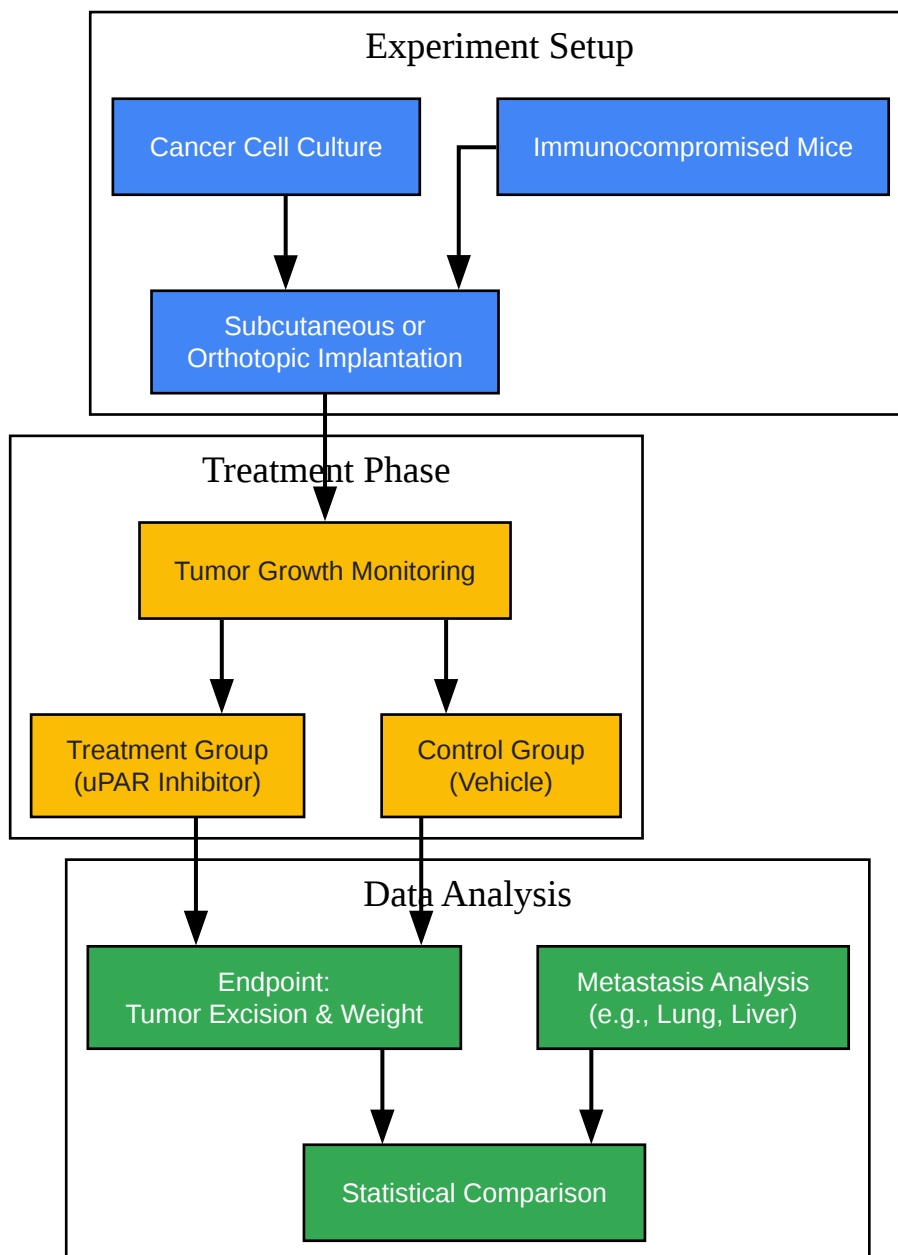 Experiment Setup
Cancer Cell Culture
Immunocompromised Mice
Subcutaneous or
Orthotopic Implantation
Treatment Phase
Tumor Growth Monitoring
Treatment Group
(uPAR Inhibitor)
Control Group
(Vehicle)
Data Analysis
Endpoint:
Tumor Excision & Weight
Metastasis Analysis
(e.g., Lung, Liver)
Statistical Comparison